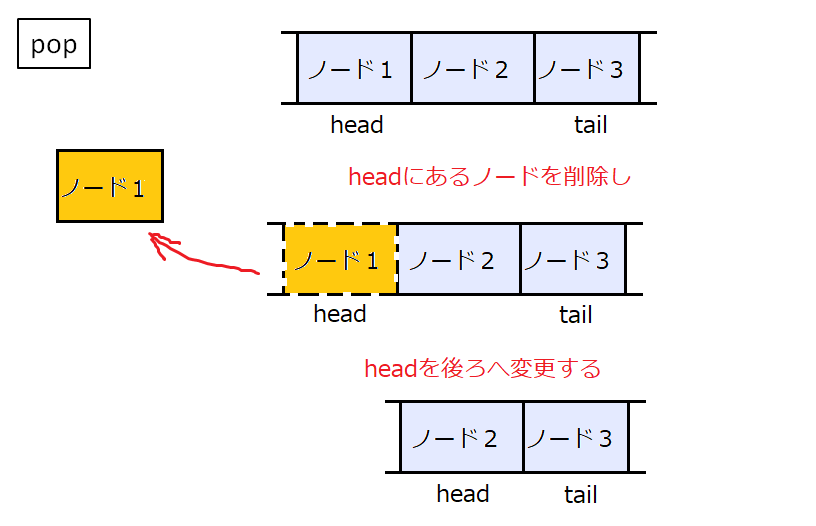 pop
ノード１ ノード２ ノード３
head tail
headにあるノードを削除し
ノード１
ノード１ ノード２ ノード３
head tail
headを後ろへ変更する
ノード２ ノード３
head tail